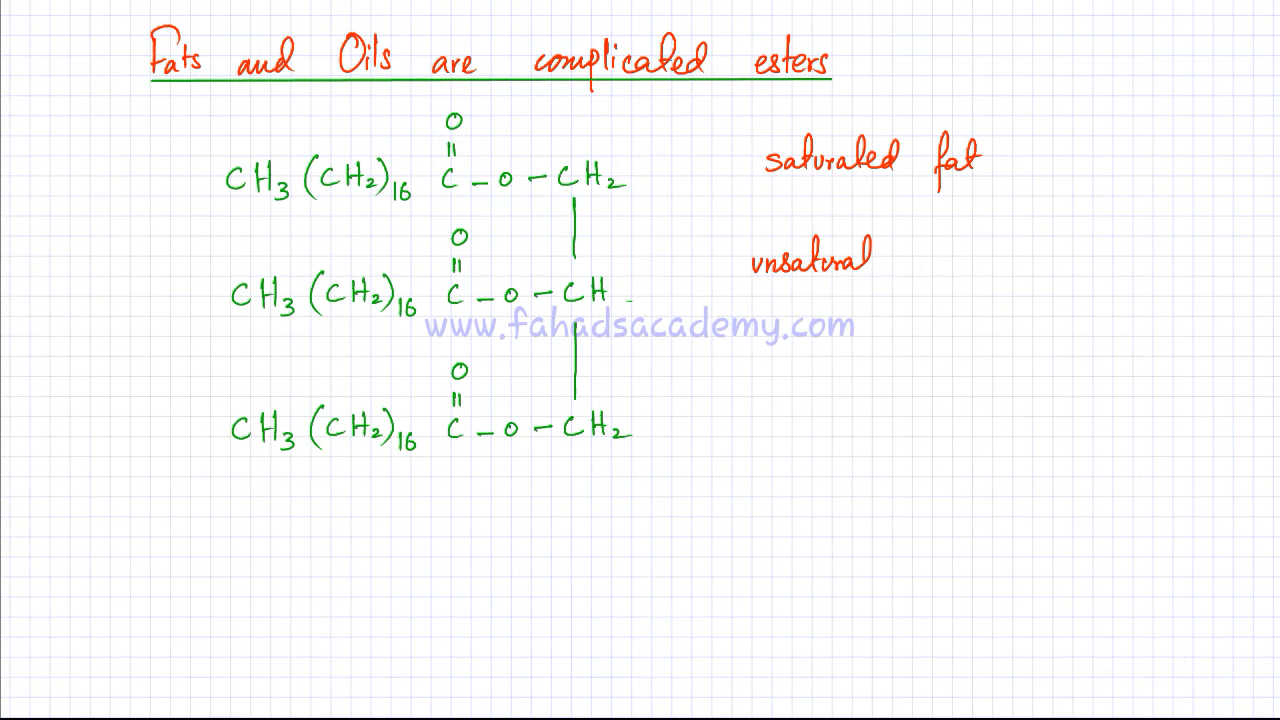 Fats and Oils are complicated esters
O
||
CH3 (CH2)16 C - O - CH2
saturated fat
O
||
unsatural
CH3 (CH2)16 C - O - CH -
www.fahadsacademy.com
O
||
CH3 (CH2)16 C - O - CH2